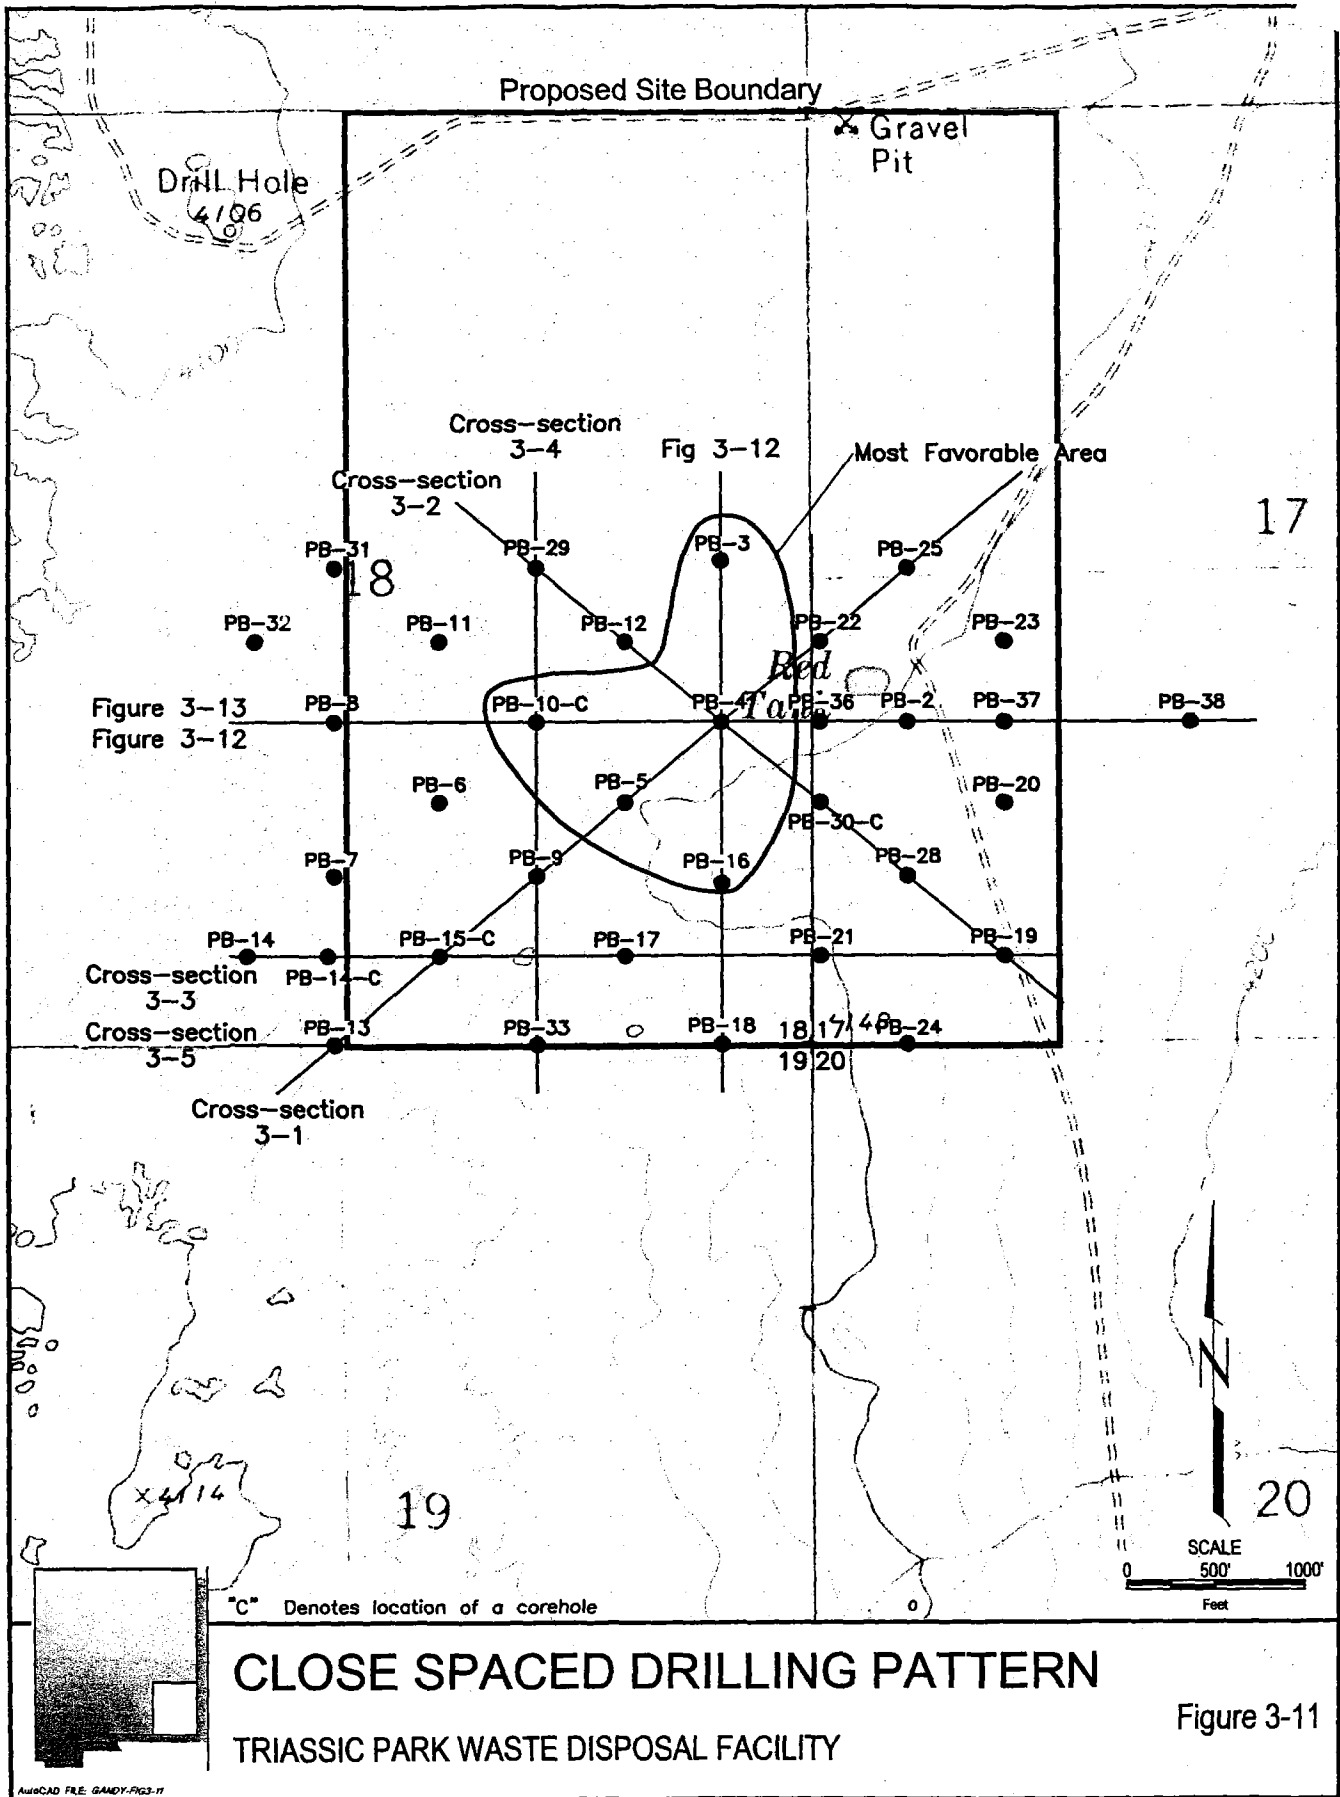 Proposed Site Boundary
Gravel
Pit
Drill Hole
4106
Cross-section
3-4
Fig 3-12
Most Favorable Area
Cross-section
3-2
17
PB-31
PB-29
PB-3
PB-25
18
PB-32
PB-11
PB-12
PB-22
PB-23
Red
Figure 3-13
PB-8
PB-10-C
PB-4
PB-36
PB-2
PB-37
PB-38
Figure 3-12
PB-6
PB-5
PB-20
PB-30-C
PB-7
PB-9
PB-16
PB-28
PB-14
PB-15-C
PB-17
PB-21
PB-19
Cross-section
3-3
PB-14-C
Cross-section
3-5
PB-13
PB-33
PB-18
18 17
PB-24
19 20
Cross-section
3-1
4200
X 4114
19
N
20
SCALE
0 500' 1000'
Feet
"C" Denotes location of a corehole
CLOSE SPACED DRILLING PATTERN
Figure 3-11
TRIASSIC PARK WASTE DISPOSAL FACILITY
AutoCAD FILE: GANDY-FIG3-11